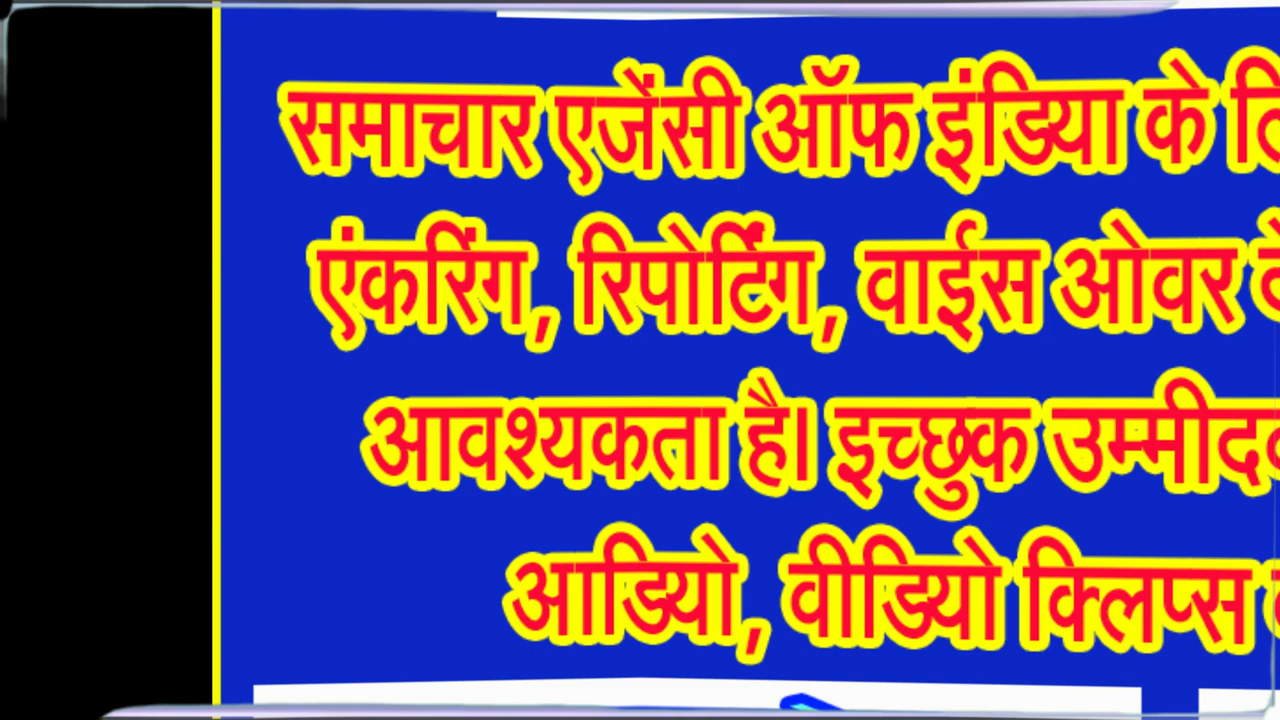 समाचार एजेंसी ऑफ इंडिया के
एंकरिंग, रिपोर्टिंग, वाईस ओवर
आवश्यकता है। इच्छुक
आडियो, वीडियो क्लिप्स